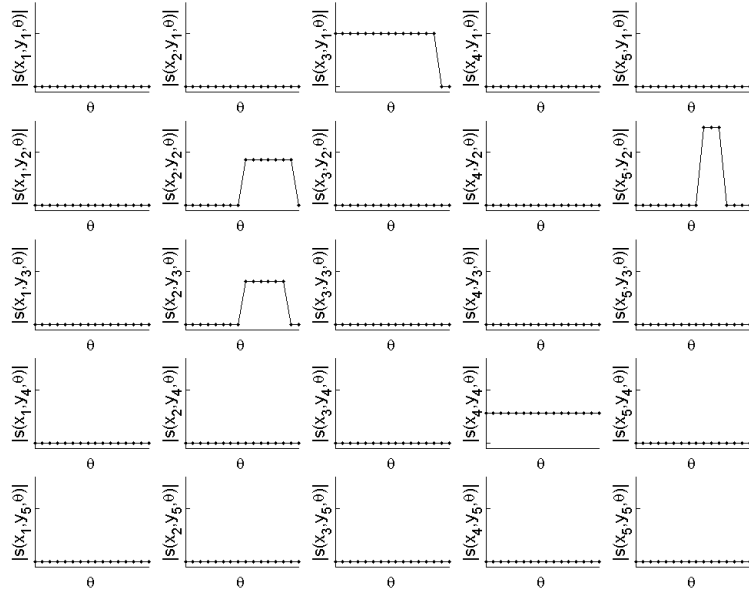 |s(x₁,y₁,θ)| |s(x₂,y₁,θ)| |s(x₃,y₁,θ)| |s(x₄,y₁,θ)| |s(x₅,y₁,θ)|
θ θ θ θ θ
|s(x₁,y₂,θ)| |s(x₂,y₂,θ)| |s(x₃,y₂,θ)| |s(x₄,y₂,θ)| |s(x₅,y₂,θ)|
θ θ θ θ θ
|s(x₁,y₃,θ)| |s(x₂,y₃,θ)| |s(x₃,y₃,θ)| |s(x₄,y₃,θ)| |s(x₅,y₃,θ)|
θ θ θ θ θ
|s(x₁,y₄,θ)| |s(x₂,y₄,θ)| |s(x₃,y₄,θ)| |s(x₄,y₄,θ)| |s(x₅,y₄,θ)|
θ θ θ θ θ
|s(x₁,y₅,θ)| |s(x₂,y₅,θ)| |s(x₃,y₅,θ)| |s(x₄,y₅,θ)| |s(x₅,y₅,θ)|
θ θ θ θ θ